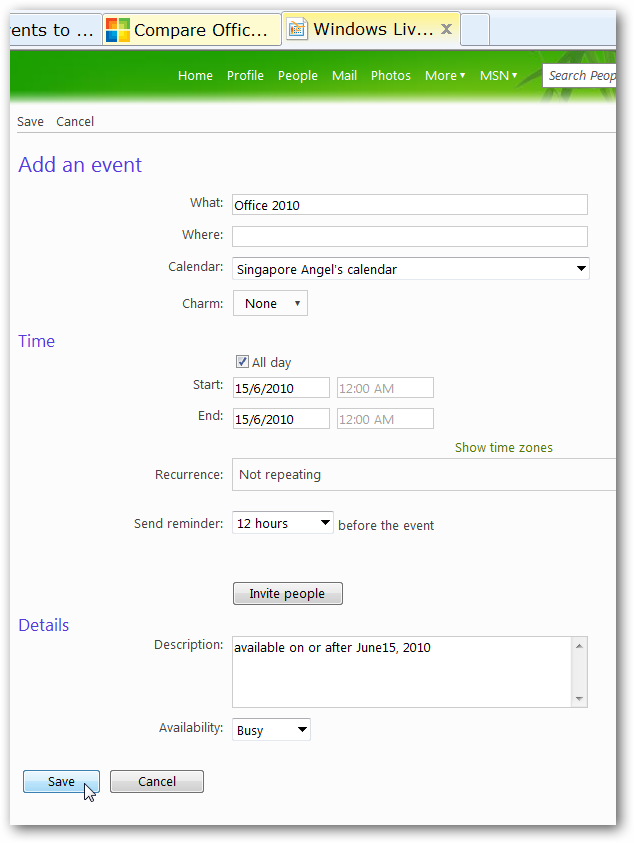 ents to ... Compare Offic... Windows Liv... x
Home Profile People Mail Photos More MSN Search Peop
Save Cancel
Add an event
What: Office 2010
Where:
Calendar: Singapore Angel's calendar
Charm: None
Time
All day
Start: 15/6/2010 12:00 AM
End: 15/6/2010 12:00 AM
Show time zones
Recurrence: Not repeating
Send reminder: 12 hours before the event
Invite people
Details
Description: available on or after June15, 2010
Availability: Busy
Save Cancel